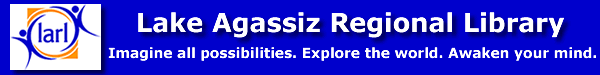 larl
Lake Agassiz Regional Library
Imagine all possibilities. Explore the world. Awaken your mind.